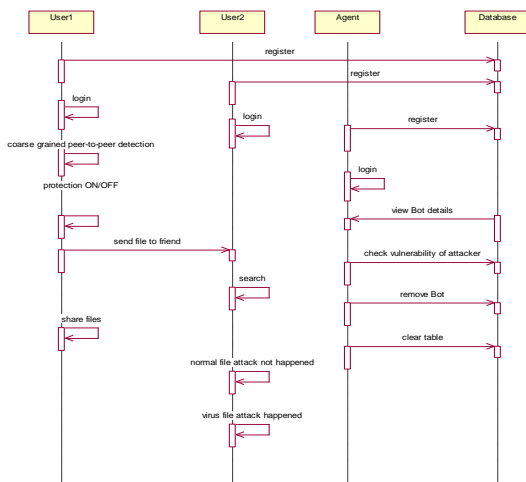 User1
User2
Agent
Database
register
register
login
login
register
coarse grained peer-to-peer detection
login
protection ON/OFF
view Bot details
send file to friend
check vulnerability of attacker
search
remove Bot
share files
clear table
normal file attack not happened
virus file attack happened